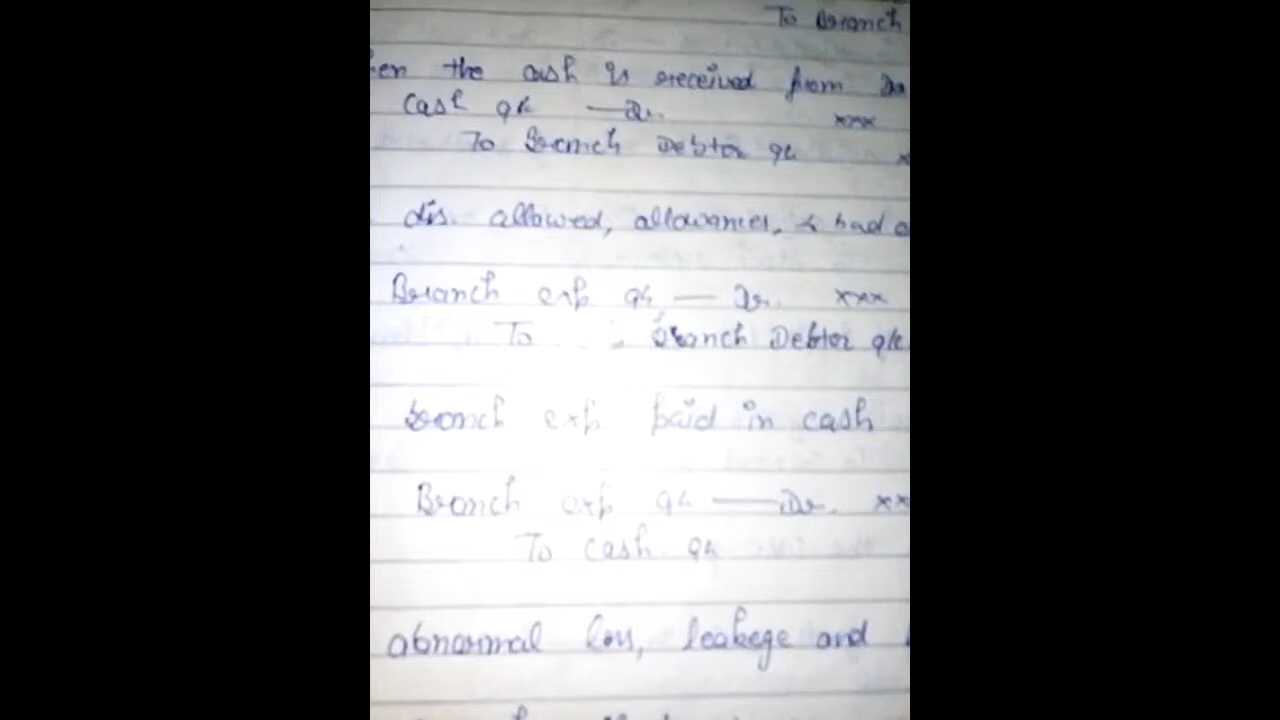 To Branch
en the cash is received from
Cash a/c — Dr. xxx
To Branch Debtor a/c x
dis. allowed, allowances, & bad
Branch exp a/c — Dr. xxx
To Branch Debtor a/c
branch exp paid in cash
Branch exp a/c — Dr. xx
To cash a/c
abnormal loss, leakege and